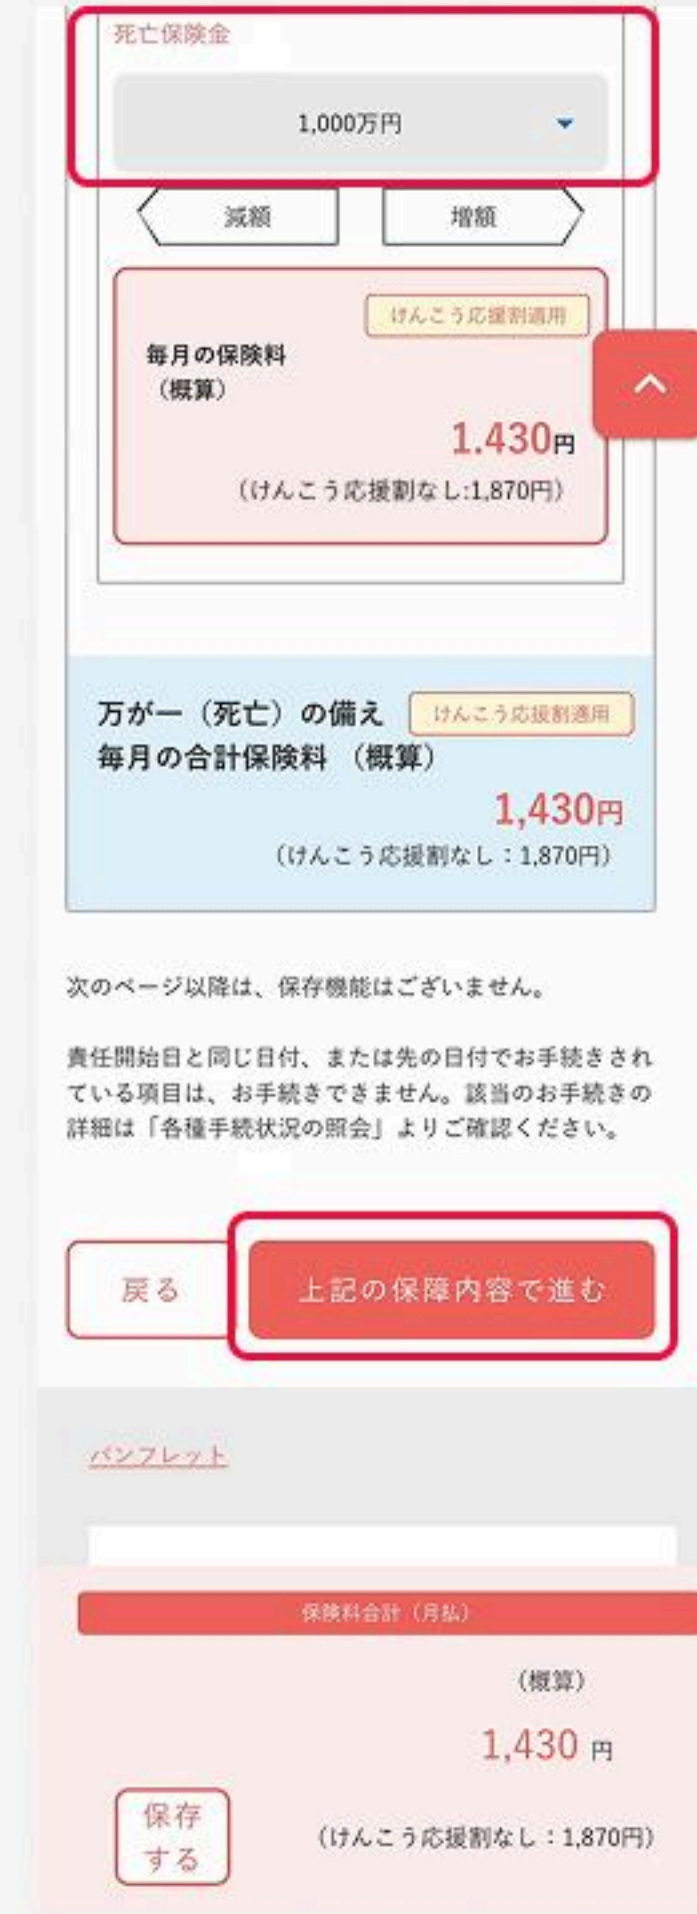 死亡保険金
1,000万円
減額
増額
けんこう応援割適用
毎月の保険料
（概算）
1.430円
（けんこう応援割なし:1,870円）
万が一（死亡）の備え
けんこう応援割適用
毎月の合計保険料 （概算）
1,430円
（けんこう応援割なし：1,870円）
次のページ以降は、保存機能はございません。
責任開始日と同じ日付、または先の日付でお手続きされ
ている項目は、お手続きできません。該当のお手続きの
詳細は「各種手続状況の照会」よりご確認ください。
戻る
上記の保障内容で進む
パンフレット
保険料合計（月払）
（概算）
1,430 円
保存
する
（けんこう応援割なし：1,870円）